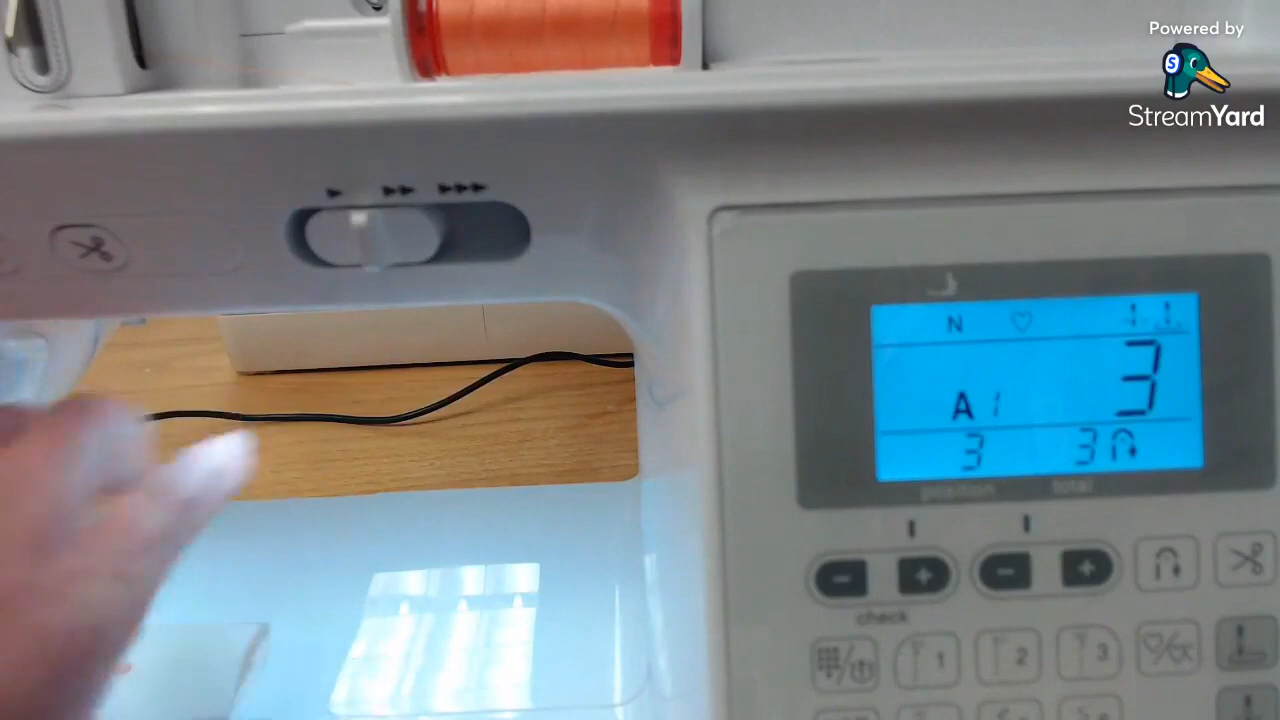 Powered by
StreamYard
N
3
A 1
3 3
position total
check
1 2 3